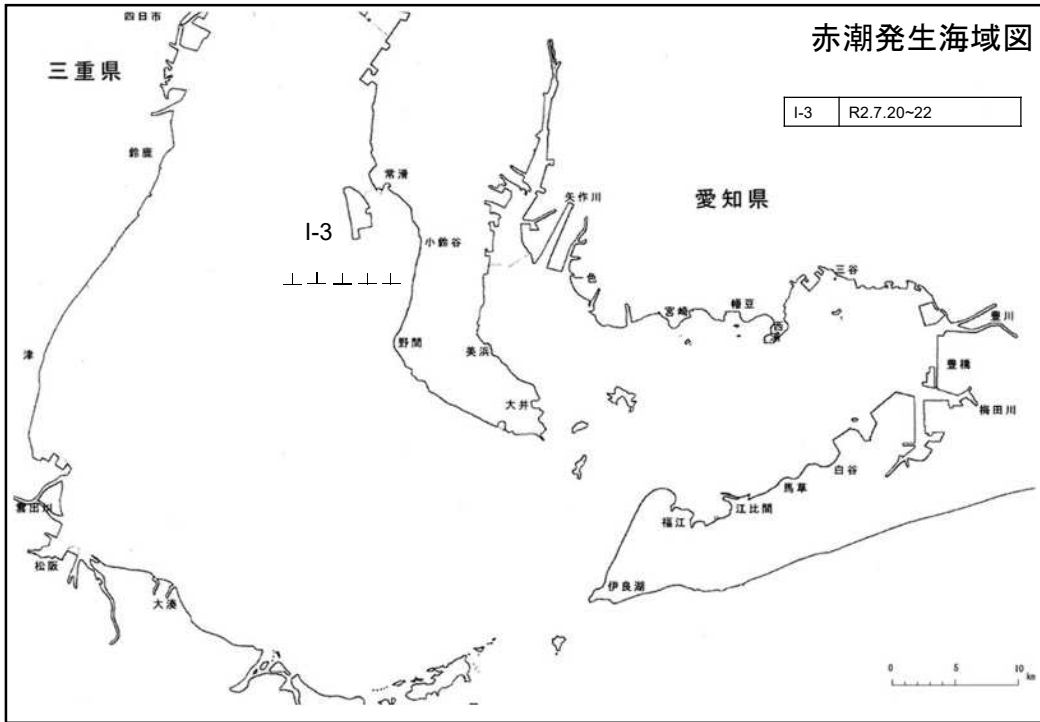 四日市
赤潮発生海域図
三重県
I-3 R2.7.20~22
鈴鹿
常滑
矢作川
愛知県
I-3
小鈴谷
三谷
一色
宮崎
幡豆
西浦
豊川
野間
美浜
津
豊橋
大井
梅田川
白谷
馬草
雲出川
江比間
福江
松阪
伊良湖
大湊
0 5 10
km